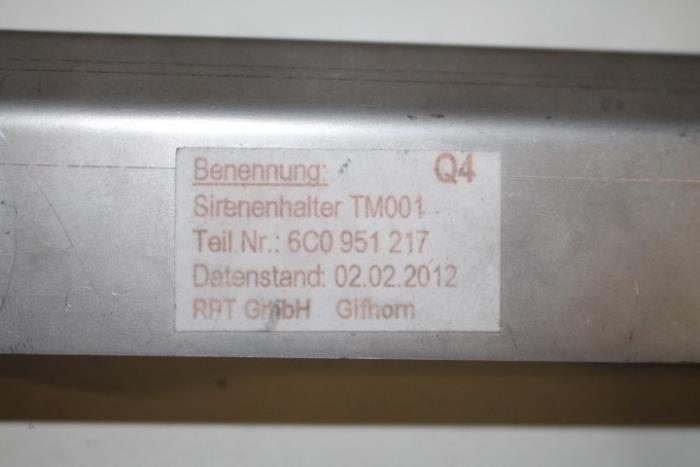 Benennung: Q4
Sirenenhalter TM001
Teil Nr.: 6C0 951 217
Datenstand: 02.02.2012
RPT GmbH Gifhorn